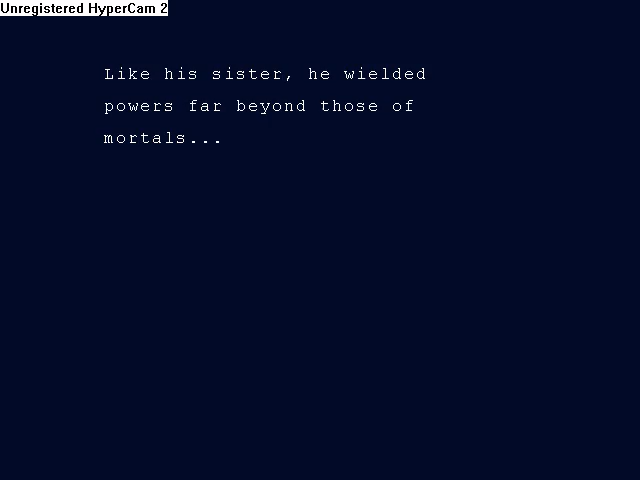 Unregistered HyperCam 2
Like his sister, he wielded
powers far beyond those of
mortals...